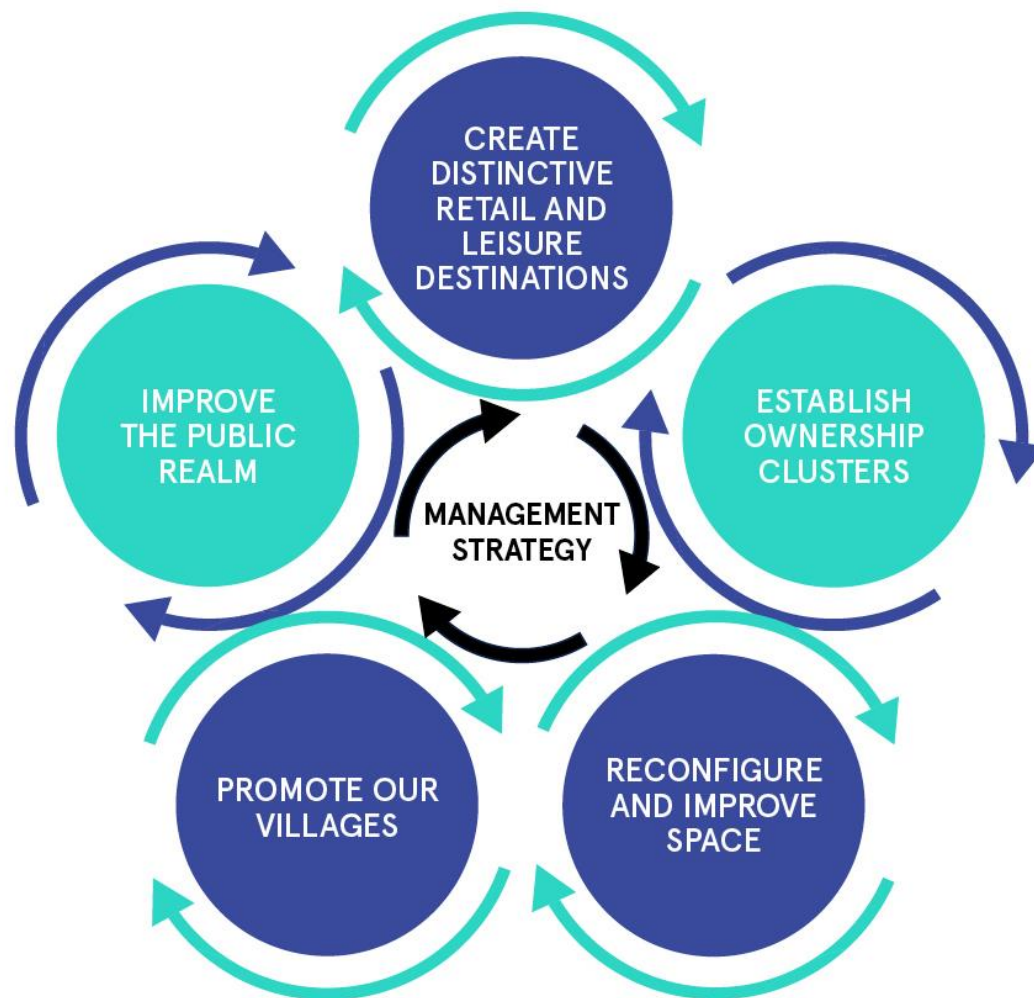 CREATE
DISTINCTIVE
RETAIL AND
LEISURE
DESTINATIONS
IMPROVE
THE PUBLIC
REALM
ESTABLISH
OWNERSHIP
CLUSTERS
MANAGEMENT
STRATEGY
PROMOTE OUR
VILLAGES
RECONFIGURE
AND IMPROVE
SPACE